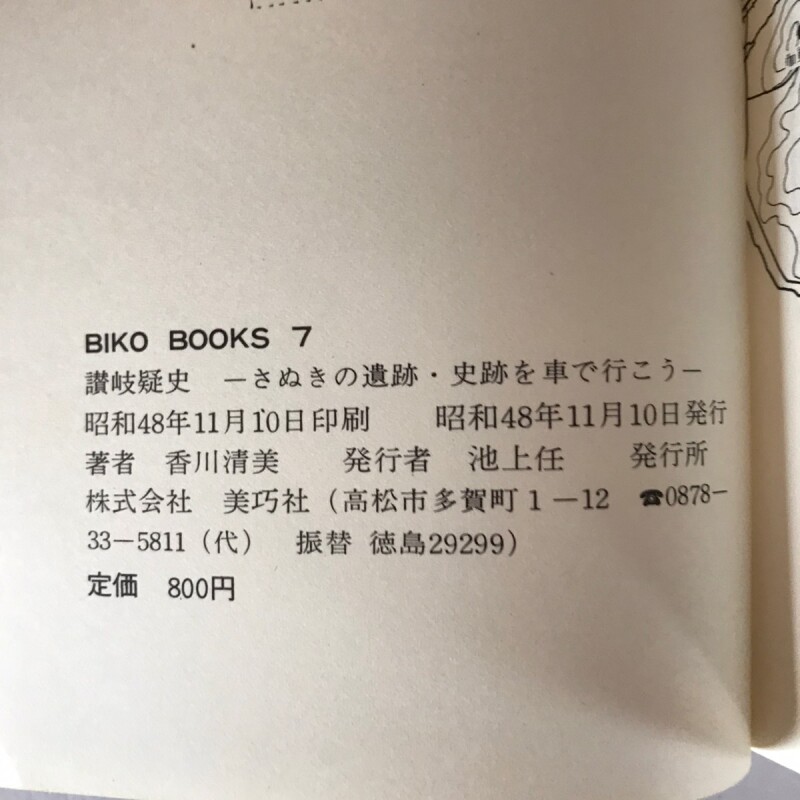 BIKO BOOKS 7
讃岐疑史 ―さぬきの遺跡・史跡を車で行こう―
昭和48年11月10日印刷 昭和48年11月10日発行
著者 香川清美 発行者 池上任 発行所
株式会社 美巧社(高松市多賀町1―12 ☎0878―
33―5811(代) 振替 徳島29299)
定価 800円